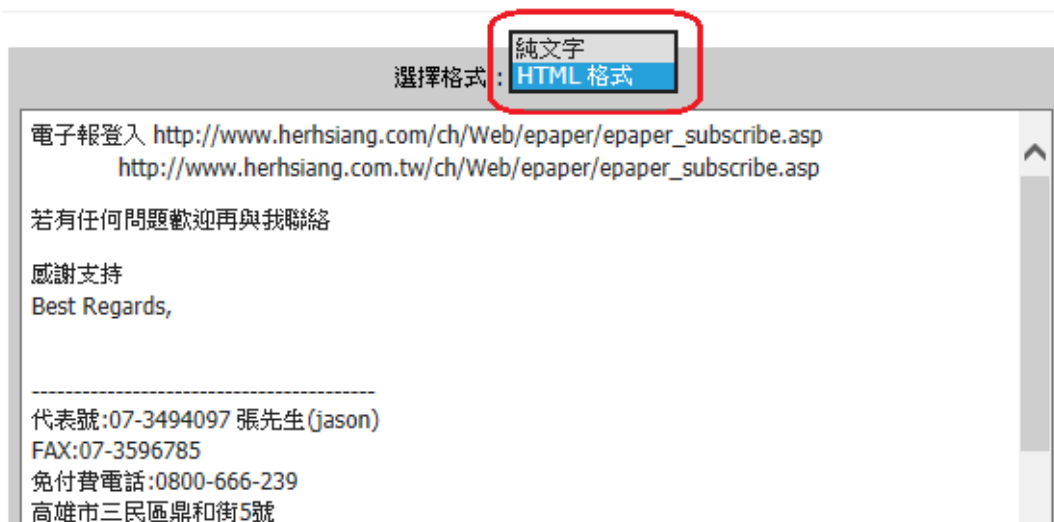 純文字
選擇格式 : HTML 格式
電子報登入 http://www.herhsiang.com/ch/Web/epaper/epaper_subscribe.asp
http://www.herhsiang.com.tw/ch/Web/epaper/epaper_subscribe.asp
若有任何問題歡迎再與我聯絡
感謝支持
Best Regards,
-----------------------------------------
代表號:07-3494097 張先生(jason)
FAX:07-3596785
免付費電話:0800-666-239
高雄市三民區鼎和街5號